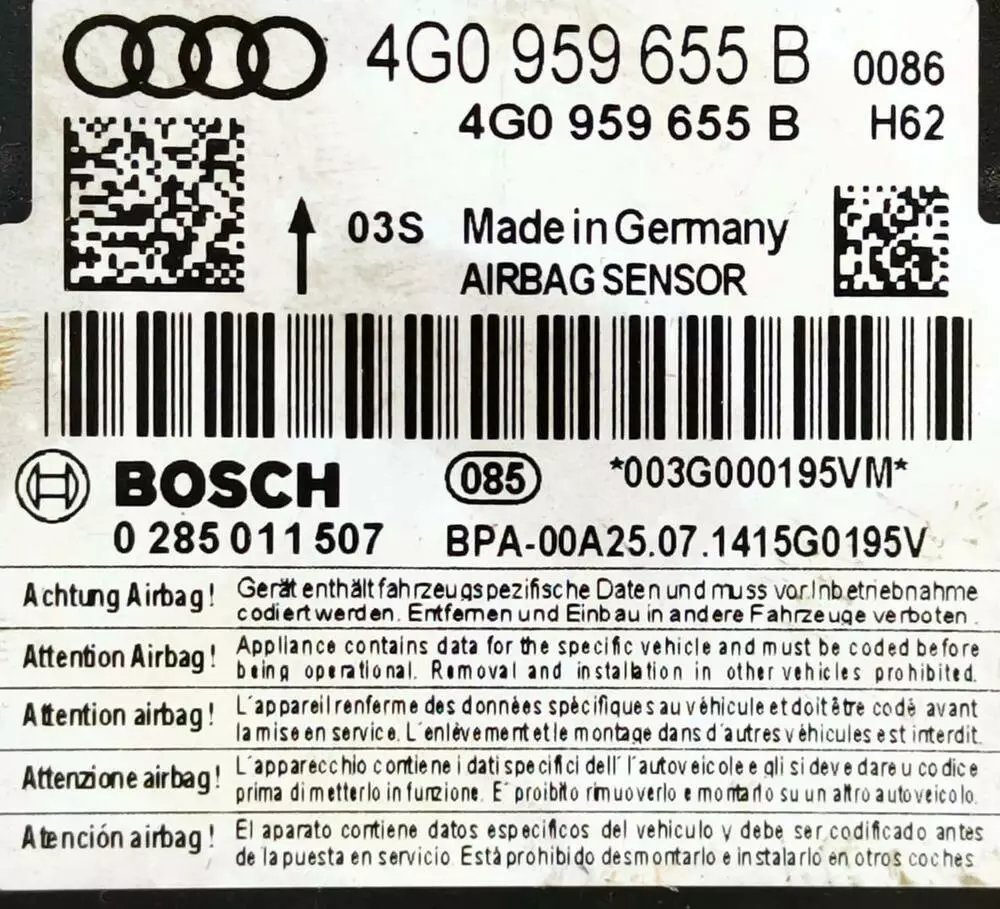 4G0 959 655 B 0086
4G0 959 655 B H62
03S Made in Germany
AIRBAG SENSOR
BOSCH 085 *003G000195VM*
0 285 011 507 BPA-00A25.07.1415G0195V
Achtung Airbag! Gerät enthält fahrzeugspezifische Daten und muss vor Inbetriebnahme
codiert werden. Entfernen und Einbau in andere Fahrzeuge verboten.
Attention Airbag! Appliance contains data for the specific vehicle and must be coded before
being operational. Removal and installation in other vehicles prohibited.
Attention airbag! L'appareil renferme des données spécifiques au véhicule et doit être codé avant
la mise en service. L'enlèvement et le montage dans d'autres véhicules est interdit.
Attenzione airbag! L'apparecchio contiene i dati specifici dell'autoveicolo e gli si deve dare u codice
prima di metterlo in funzione. E' proibito rimuoverlo e montarlo su un altro autoveicolo.
Atención airbag! El aparato contiene datos especificos del vehiculo y debe ser codificado antes
de la puesta en servicio. Está prohibido desmontarlo e instalarlo en otros coches